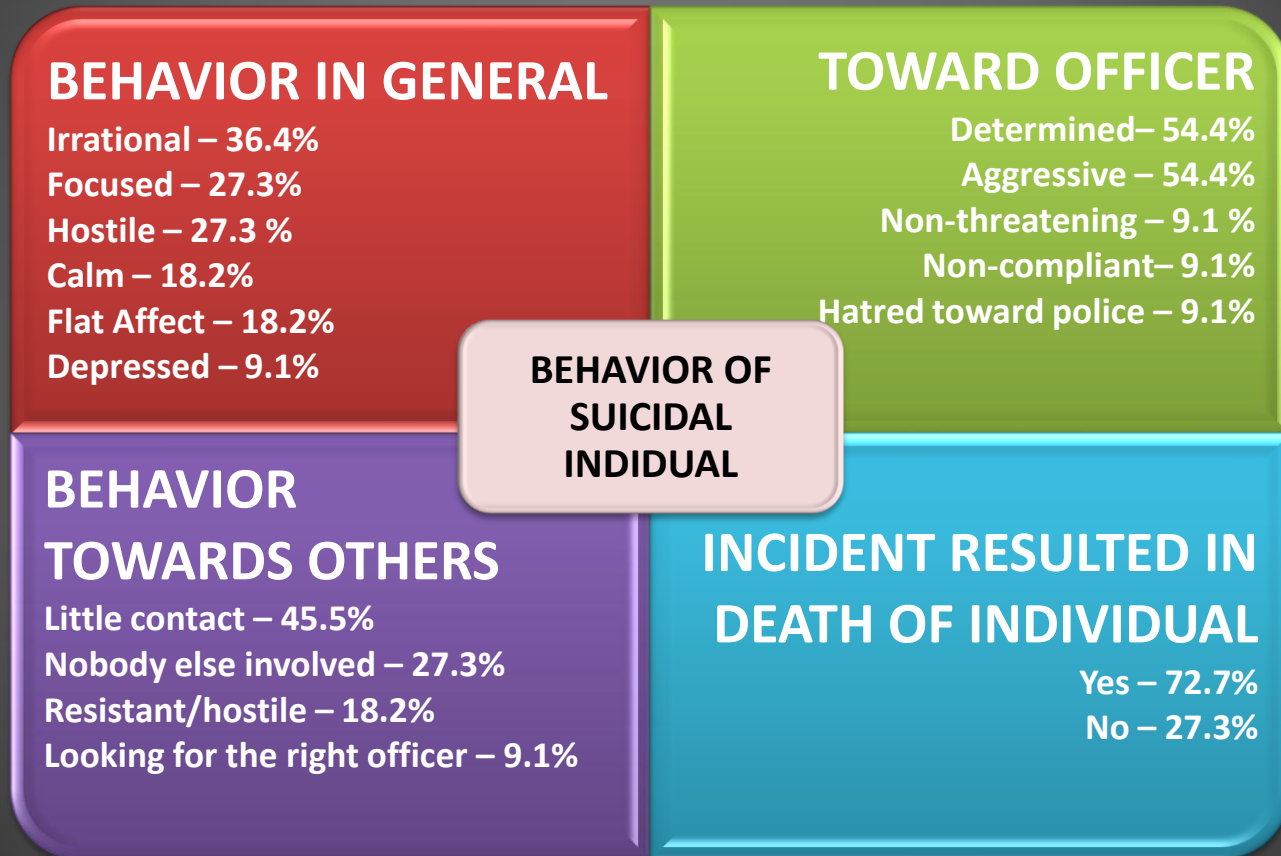 BEHAVIOR IN GENERAL
Irrational – 36.4%
Focused – 27.3%
Hostile – 27.3 %
Calm – 18.2%
Flat Affect – 18.2%
Depressed – 9.1%
TOWARD OFFICER
Determined– 54.4%
Aggressive – 54.4%
Non-threatening – 9.1 %
Non-compliant– 9.1%
Hatred toward police – 9.1%
BEHAVIOR OF
SUICIDAL
INDIDUAL
BEHAVIOR
TOWARDS OTHERS
Little contact – 45.5%
Nobody else involved – 27.3%
Resistant/hostile – 18.2%
Looking for the right officer – 9.1%
INCIDENT RESULTED IN
DEATH OF INDIVIDUAL
Yes – 72.7%
No – 27.3%